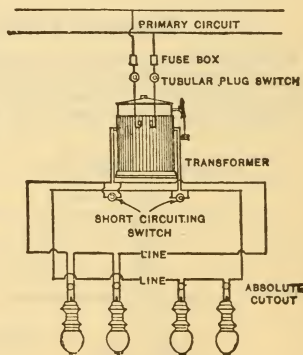 PRIMARY CIRCUIT
FUSE BOX
TUBULAR PLUG SWITCH
TRANSFORMER
SHORT CIRCUITING
SWITCH
LINE
LINE
ABSOLUTE
CUTOUT